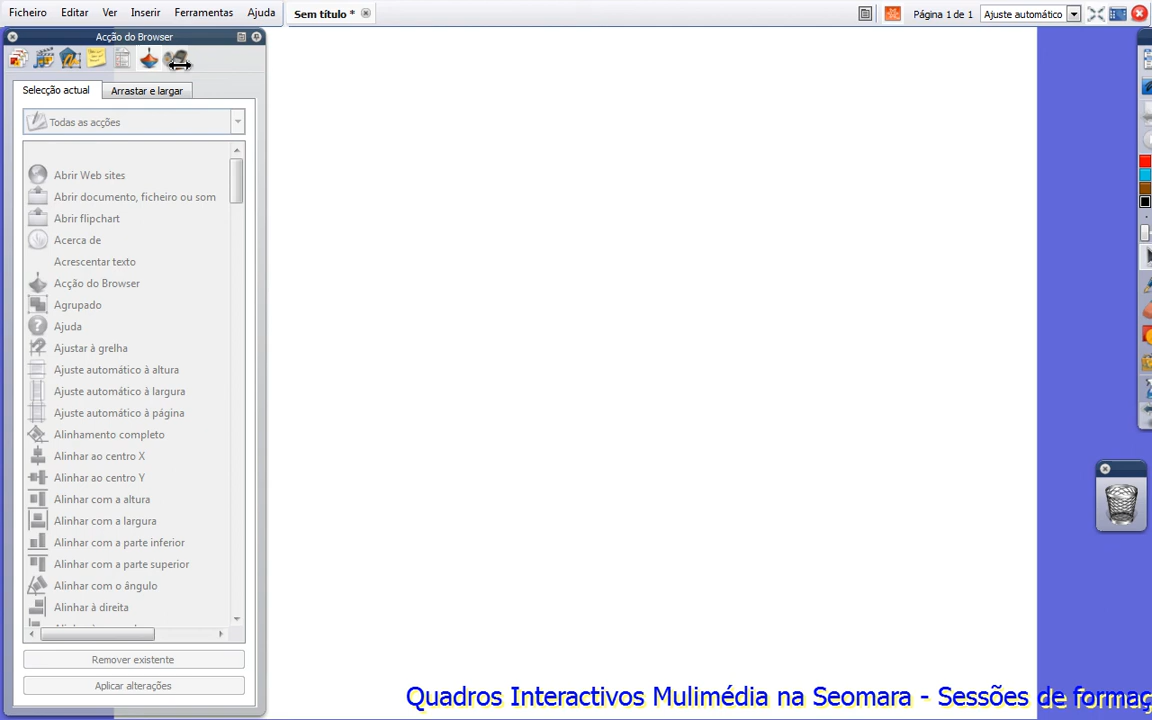 Ficheiro Editar Ver Inserir Ferramentas Ajuda Sem título * Página 1 de 1 Ajuste automático
Acção do Browser
Selecção actual Arrastar e largar
Todas as acções
Abrir Web sites
Abrir documento, ficheiro ou som
Abrir flipchart
Acerca de
Acrescentar texto
Acção do Browser
Agrupado
Ajuda
Ajustar à grelha
Ajuste automático à altura
Ajuste automático à largura
Ajuste automático à página
Alinhamento completo
Alinhar ao centro X
Alinhar ao centro Y
Alinhar com a altura
Alinhar com a largura
Alinhar com a parte inferior
Alinhar com a parte superior
Alinhar com o ângulo
Alinhar à direita
Remover existente
Aplicar alterações
Quadros Interactivos Mulimédia na Seomara - Sessões de formaç